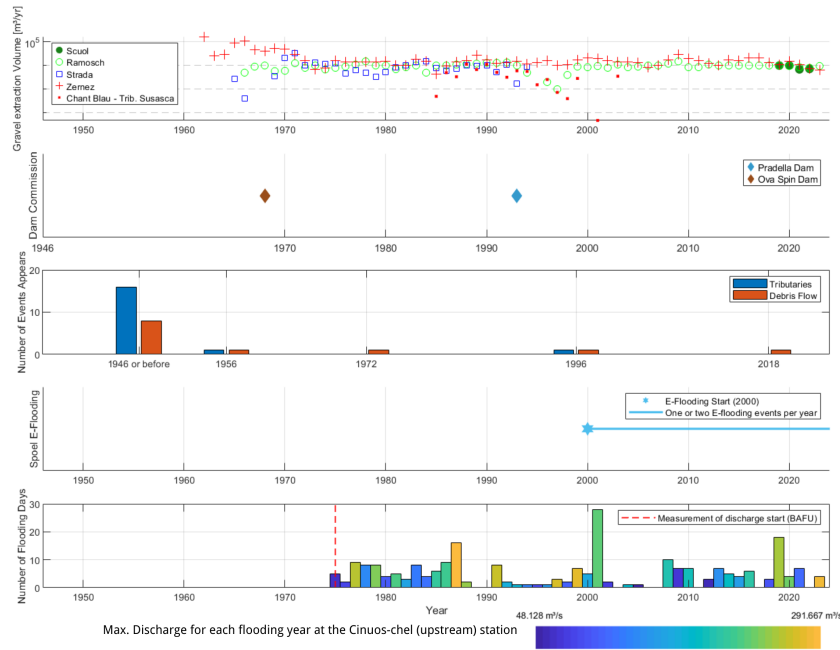 Gravel extraction Volume [m³/yr]
10⁵
Scuol
Ramosch
Strada
Zernez
Chant Blau - Trib. Susasca
1950 1960 1970 1980 1990 2000 2010 2020
Dam Commission
Pradella Dam
Ova Spin Dam
1946 1970 1980 1990 2000 2010 2020
Number of Events Appears
20
10
0
Tributaries
Debris Flow
1946 or before 1956 1972 1996 2018
Spoel E-Flooding
E-Flooding Start (2000)
One or two E-flooding events per year
1950 1960 1970 1980 1990 2000 2010 2020
Number of Flooding Days
30
20
10
0
Measurement of discharge start (BAFU)
1950 1960 1970 1980 1990 2000 2010 2020
Year
48.128 m³/s 291.667 m³/s
Max. Discharge for each flooding year at the Cinuos-chel (upstream) station